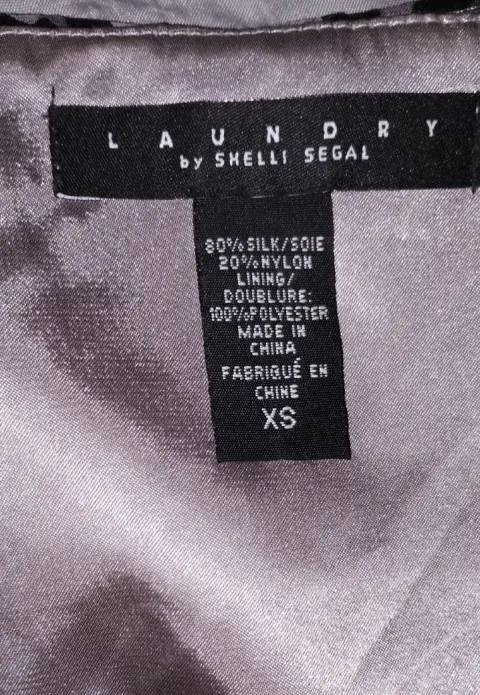 LAUNDRY
by SHELLI SEGAL
80% SILK/SOIE
20% NYLON
LINING/
DOUBLURE:
100% POLYESTER
MADE IN
CHINA
FABRIQUÉ EN
CHINE
XS